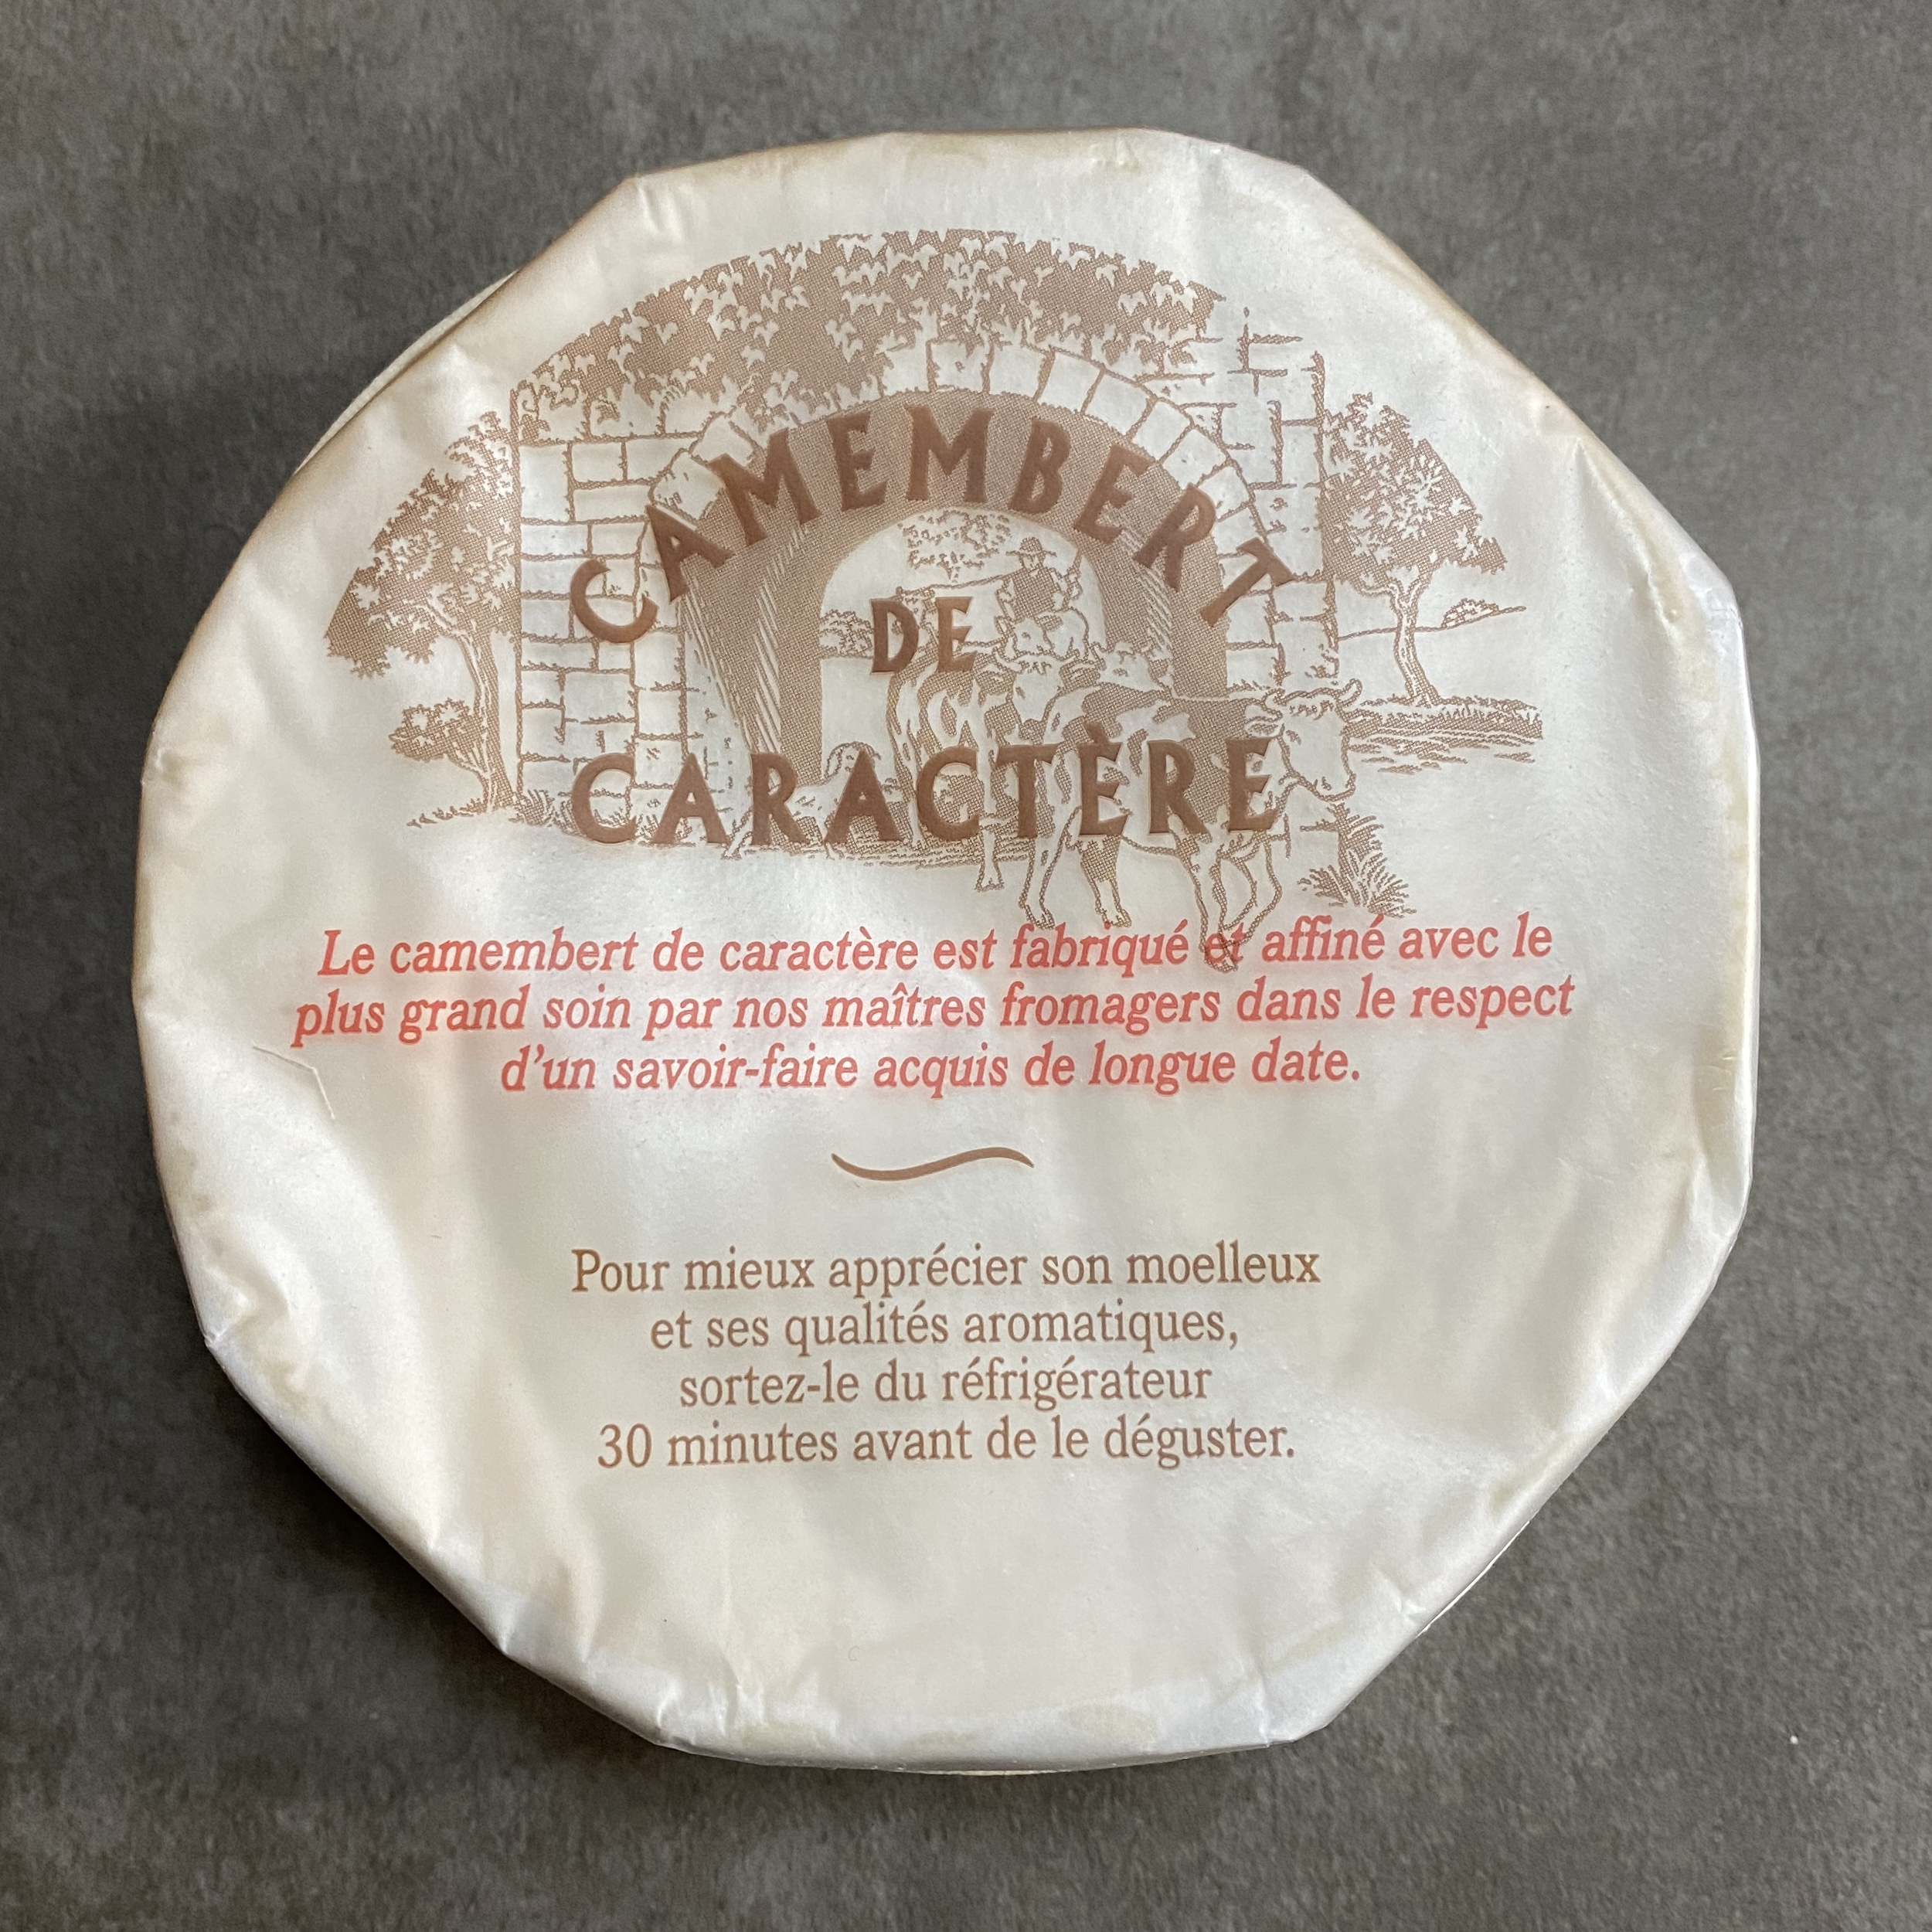 CAMEMBERT
DE
CARACTÈRE
Le camembert de caractère est fabriqué et affiné avec le
plus grand soin par nos maîtres fromagers dans le respect
d'un savoir-faire acquis de longue date.
Pour mieux apprécier son moelleux
et ses qualités aromatiques,
sortez-le du réfrigérateur
30 minutes avant de le déguster.